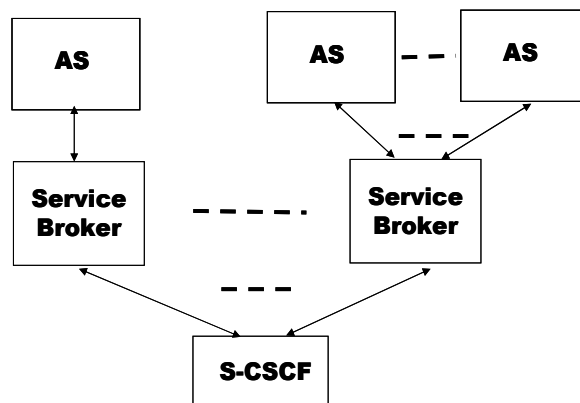 AS
AS
AS
Service
Broker
Service
Broker
S-CSCF